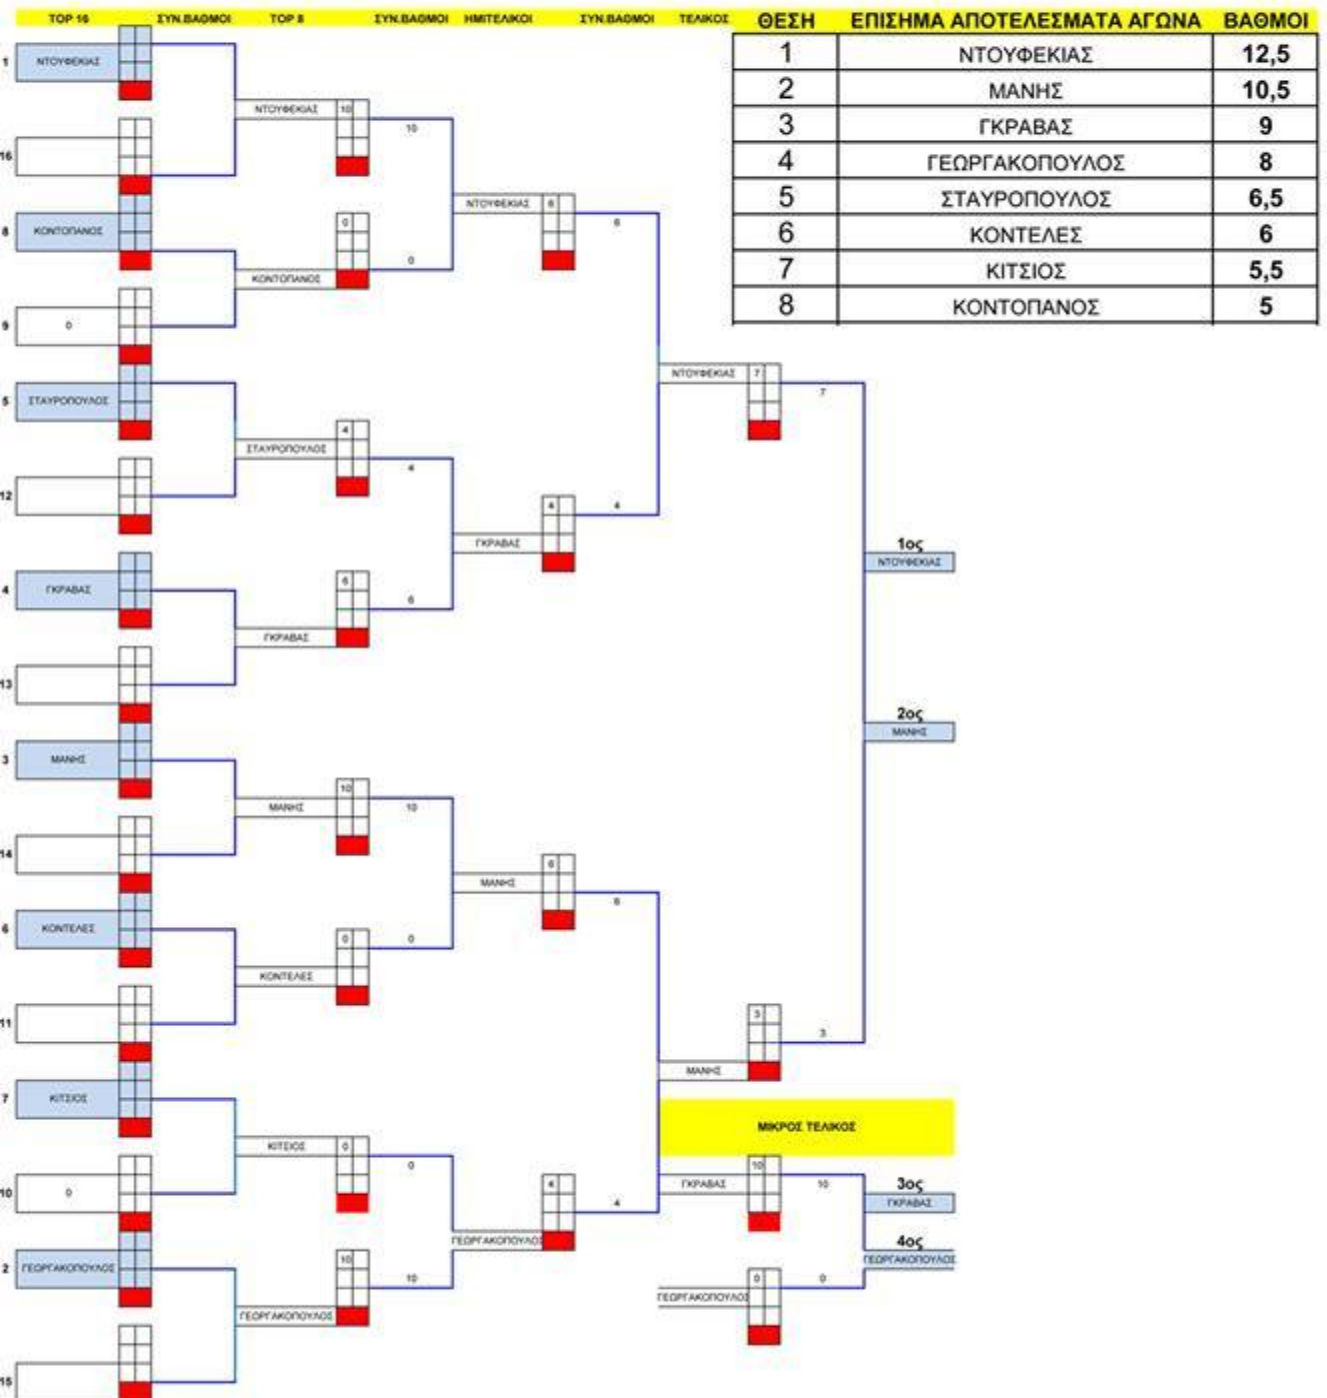 TOP 16 ΣΥΝ.ΒΑΘΜΟΙ TOP 8 ΣΥΝ.ΒΑΘΜΟΙ ΗΜΙΤΕΛΙΚΟΙ ΣΥΝ.ΒΑΘΜΟΙ ΤΕΛΙΚΟΣ
ΘΕΣΗ ΕΠΙΣΗΜΑ ΑΠΟΤΕΛΕΣΜΑΤΑ ΑΓΩΝΑ ΒΑΘΜΟΙ
1 ΝΤΟΥΦΕΚΙΑΣ 12,5
2 ΜΑΝΗΣ 10,5
3 ΓΚΡΑΒΑΣ 9
4 ΓΕΩΡΓΑΚΟΠΟΥΛΟΣ 8
5 ΣΤΑΥΡΟΠΟΥΛΟΣ 6,5
6 ΚΟΝΤΕΛΕΣ 6
7 ΚΙΤΣΙΟΣ 5,5
8 ΚΟΝΤΟΠΑΝΟΣ 5
1 ΝΤΟΥΦΕΚΙΑΣ
ΝΤΟΥΦΕΚΙΑΣ 10
10
16
ΝΤΟΥΦΕΚΙΑΣ 6
6
8 ΚΟΝΤΟΠΑΝΟΣ
0
0
ΚΟΝΤΟΠΑΝΟΣ
9 0
ΝΤΟΥΦΕΚΙΑΣ 7
7
5 ΣΤΑΥΡΟΠΟΥΛΟΣ
4
ΣΤΑΥΡΟΠΟΥΛΟΣ
4
12
4
4
ΓΚΡΑΒΑΣ
1ος
ΝΤΟΥΦΕΚΙΑΣ
4 ΓΚΡΑΒΑΣ
6
6
ΓΚΡΑΒΑΣ
13
2ος
ΜΑΝΗΣ
3 ΜΑΝΗΣ
10
ΜΑΝΗΣ
10
14
6
ΜΑΝΗΣ
6
6 ΚΟΝΤΕΛΕΣ
0
0
ΚΟΝΤΕΛΕΣ
11
3
3
ΜΑΝΗΣ
7 ΚΙΤΣΙΟΣ
ΜΙΚΡΟΣ ΤΕΛΙΚΟΣ
ΚΙΤΣΙΟΣ 0
0
10
ΓΚΡΑΒΑΣ
10
3ος
ΓΚΡΑΒΑΣ
10 0
4
4
ΓΕΩΡΓΑΚΟΠΟΥΛΟΣ
4ος
ΓΕΩΡΓΑΚΟΠΟΥΛΟΣ
2 ΓΕΩΡΓΑΚΟΠΟΥΛΟΣ
10
10
0
0
ΓΕΩΡΓΑΚΟΠΟΥΛΟΣ
ΓΕΩΡΓΑΚΟΠΟΥΛΟΣ
15